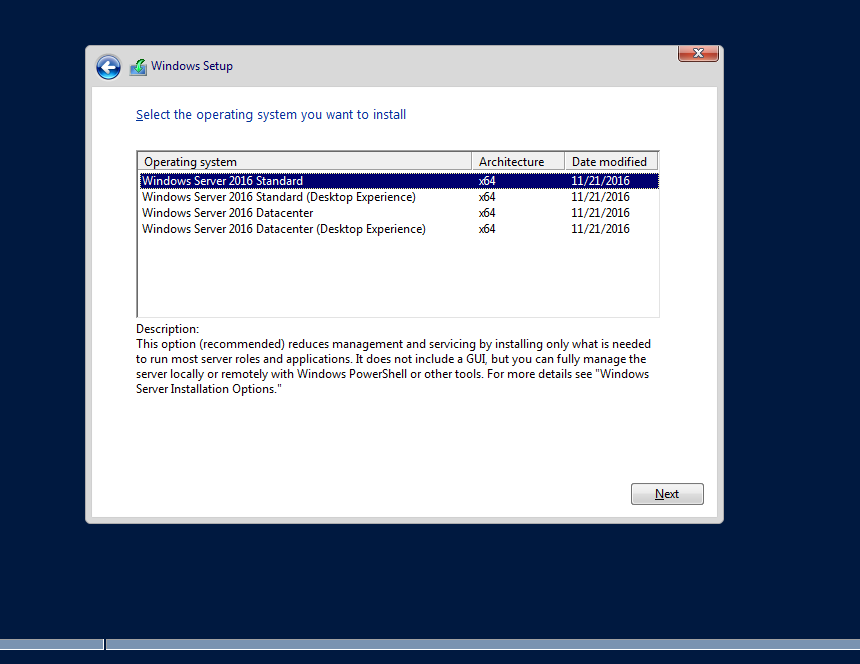 Windows Setup
Select the operating system you want to install
Operating system Architecture Date modified
Windows Server 2016 Standard x64 11/21/2016
Windows Server 2016 Standard (Desktop Experience) x64 11/21/2016
Windows Server 2016 Datacenter x64 11/21/2016
Windows Server 2016 Datacenter (Desktop Experience) x64 11/21/2016
Description:
This option (recommended) reduces management and servicing by installing only what is needed
to run most server roles and applications. It does not include a GUI, but you can fully manage the
server locally or remotely with Windows PowerShell or other tools. For more details see "Windows
Server Installation Options."
Next